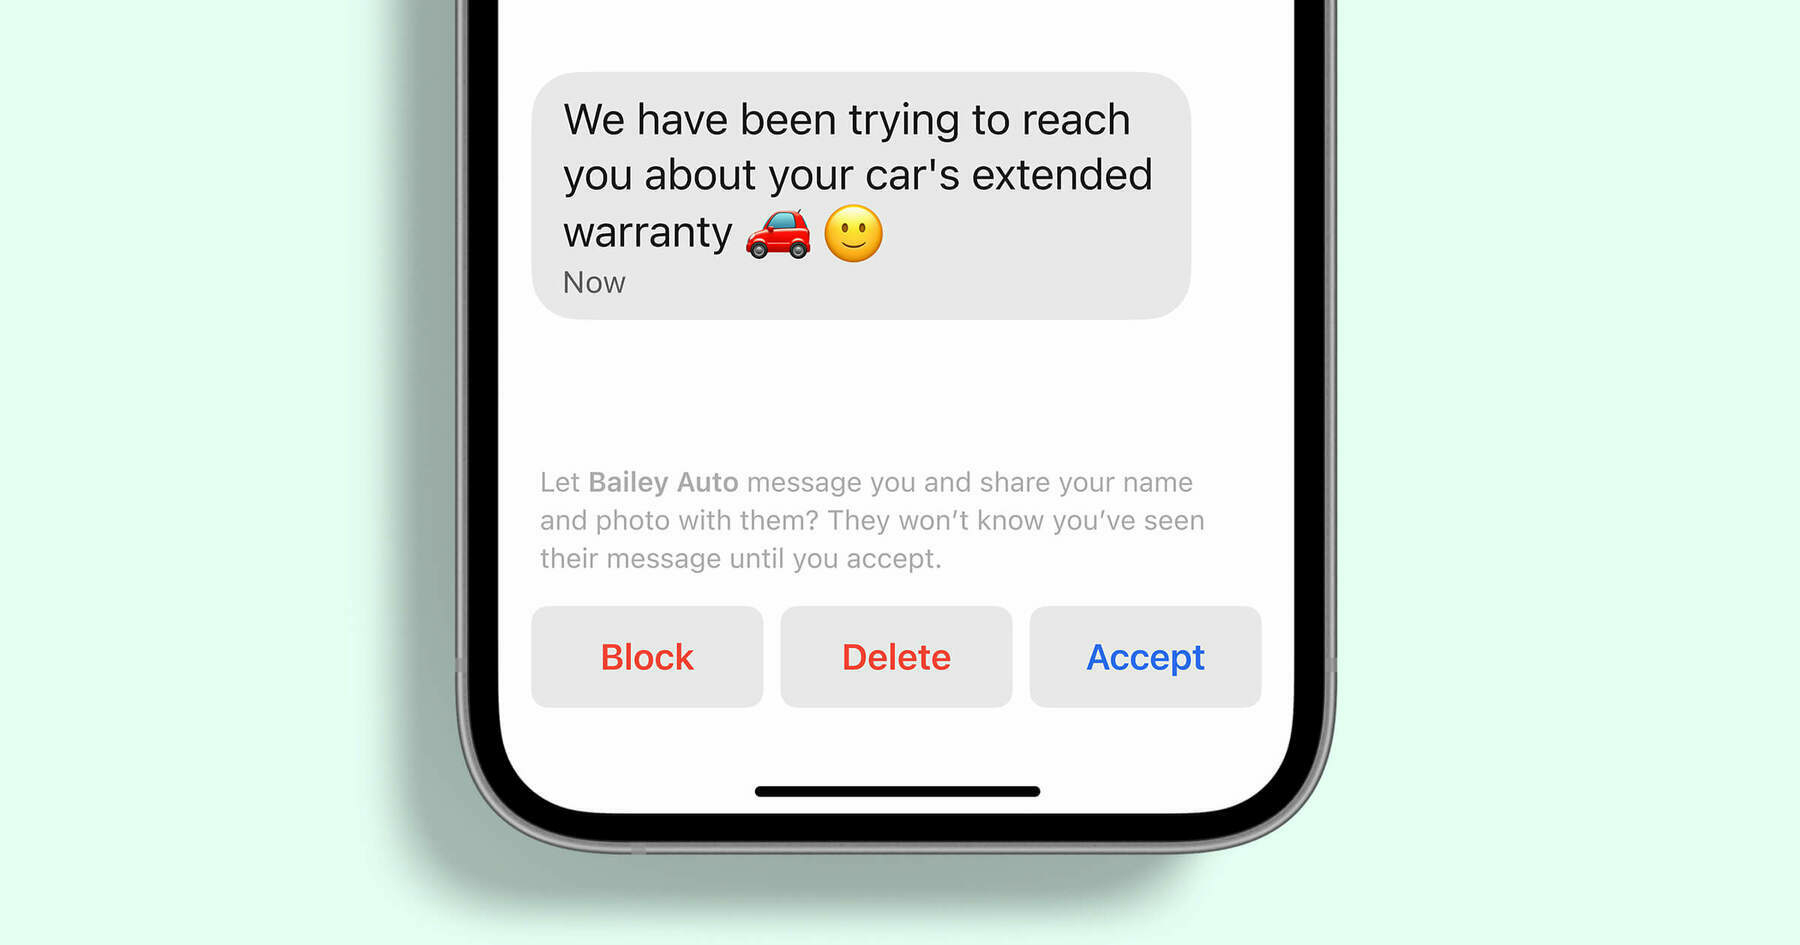 We have been trying to reach
you about your car's extended
warranty 🚗 🙂
Now
Let Bailey Auto message you and share your name
and photo with them? They won’t know you’ve seen
their message until you accept.
Block
Delete
Accept